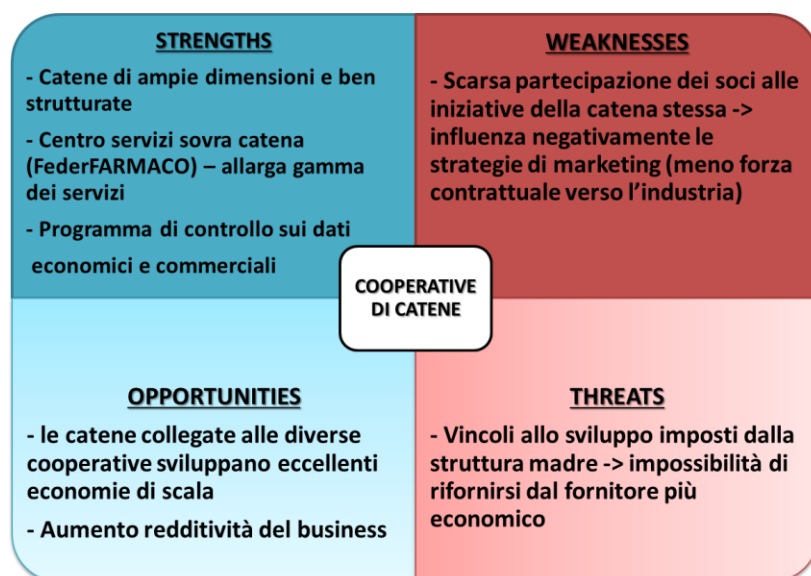 STRENGTHS
- Catene di ampie dimensioni e ben
strutturate
- Centro servizi sovra catena
(FederFARMACO) – allarga gamma
dei servizi
- Programma di controllo sui dati
economici e commerciali
WEAKNESSES
- Scarsa partecipazione dei soci alle
iniziative della catena stessa ->
influenza negativamente le
strategie di marketing (meno forza
contrattuale verso l’industria)
COOPERATIVE
DI CATENE
OPPORTUNITIES
- le catene collegate alle diverse
cooperative sviluppano eccellenti
economie di scala
- Aumento redditività del business
THREATS
- Vincoli allo sviluppo imposti dalla
struttura madre -> impossibilità di
rifornirsi dal fornitore più
economico